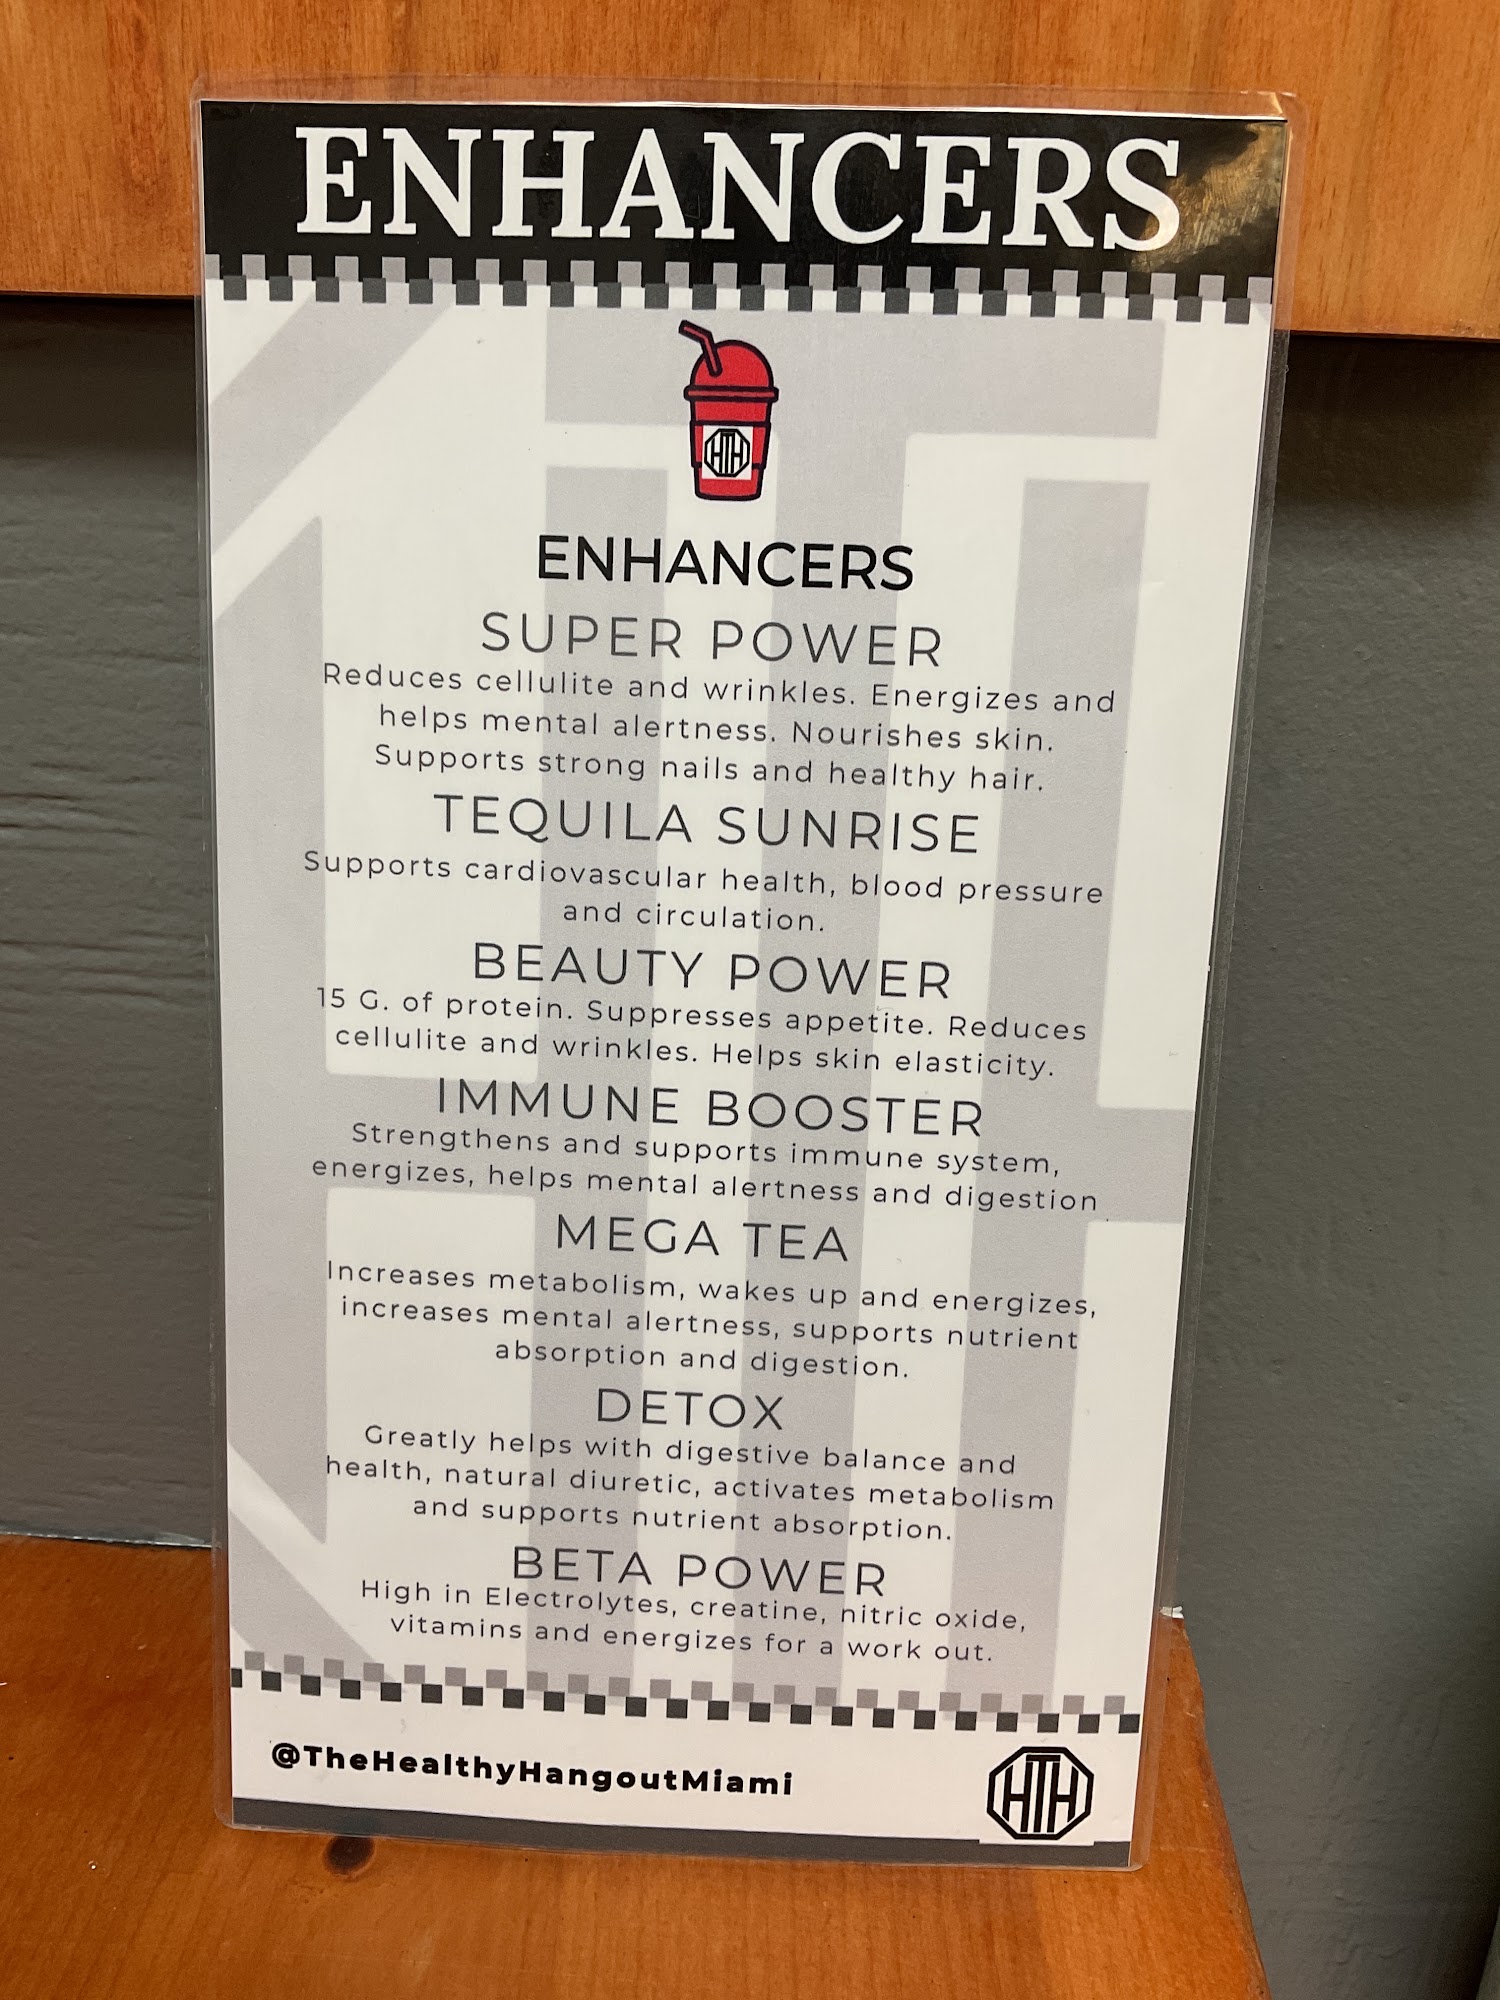 ENHANCERS
HTH
ENHANCERS
SUPER POWER
Reduces cellulite and wrinkles. Energizes and
helps mental alertness. Nourishes skin.
Supports strong nails and healthy hair.
TEQUILA SUNRISE
Supports cardiovascular health, blood pressure
and circulation.
BEAUTY POWER
15 G. of protein. Suppresses appetite. Reduces
cellulite and wrinkles. Helps skin elasticity.
IMMUNE BOOSTER
Strengthens and supports immune system,
energizes, helps mental alertness and digestion
MEGA TEA
Increases metabolism, wakes up and energizes,
increases mental alertness, supports nutrient
absorption and digestion.
DETOX
Greatly helps with digestive balance and
health, natural diuretic, activates metabolism
and supports nutrient absorption.
BETA POWER
High in Electrolytes, creatine, nitric oxide,
vitamins and energizes for a work out.
@TheHealthyHangoutMiami
HTH